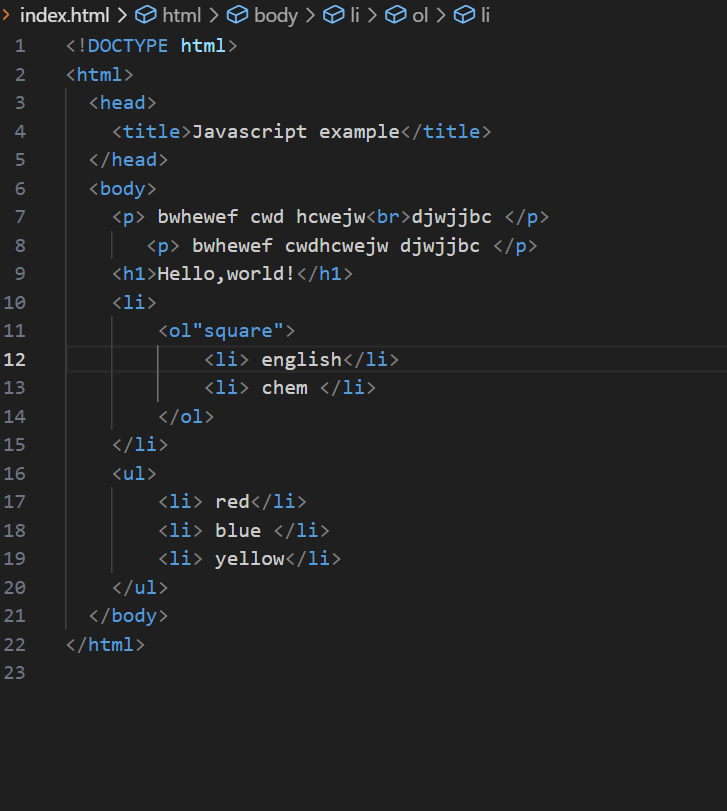 index.html > html > body > li > ol > li
1 <!DOCTYPE html>
2 <html>
3 <head>
4 <title>Javascript example</title>
5 </head>
6 <body>
7 <p> bwhewef cwd hcwejw<br>djwjjbc </p>
8 <p> bwhewef cwdhcwejw djwjjbc </p>
9 <h1>Hello,world!</h1>
10 <li>
11 <ol"square">
12 <li> english</li>
13 <li> chem </li>
14 </ol>
15 </li>
16 <ul>
17 <li> red</li>
18 <li> blue </li>
19 <li> yellow</li>
20 </ul>
21 </body>
22 </html>
23